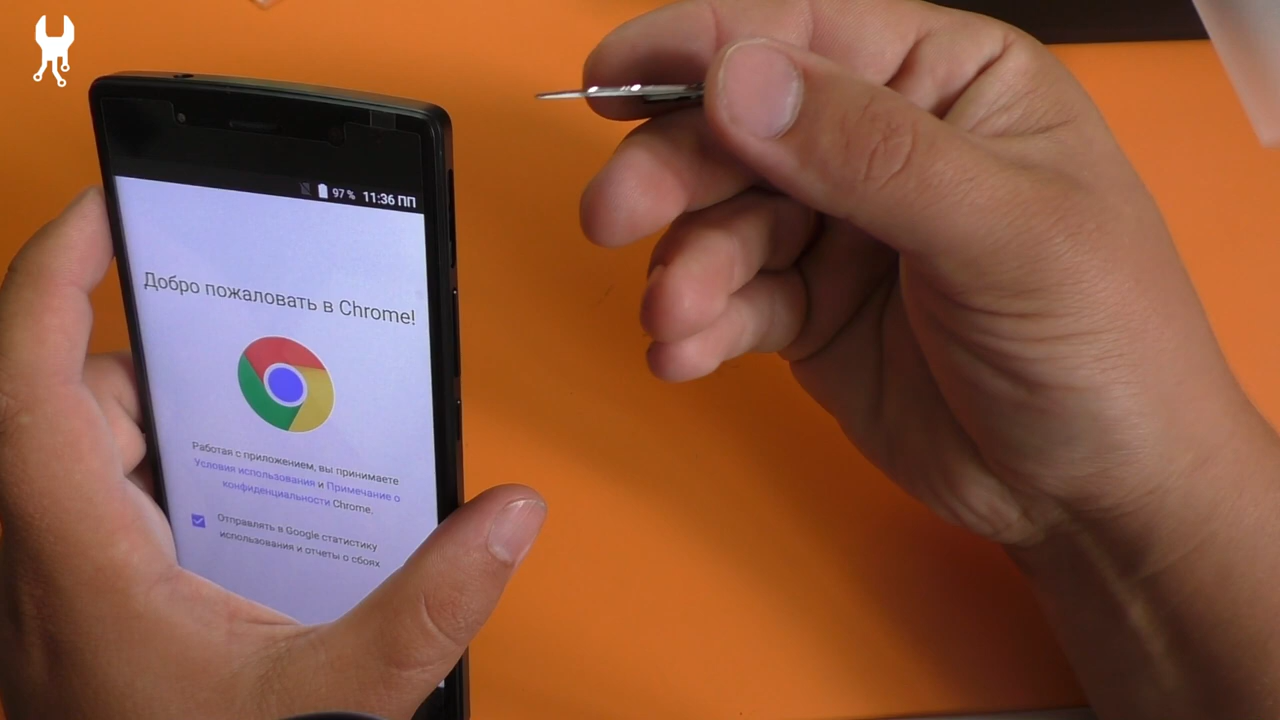 97 % 11:36 ПП
Добро пожаловать в Chrome!
Работая с приложением, вы принимаете
Условия использования и Примечание о
конфиденциальности Chrome.
Отправлять в Google статистику
использования и отчеты о сбоях